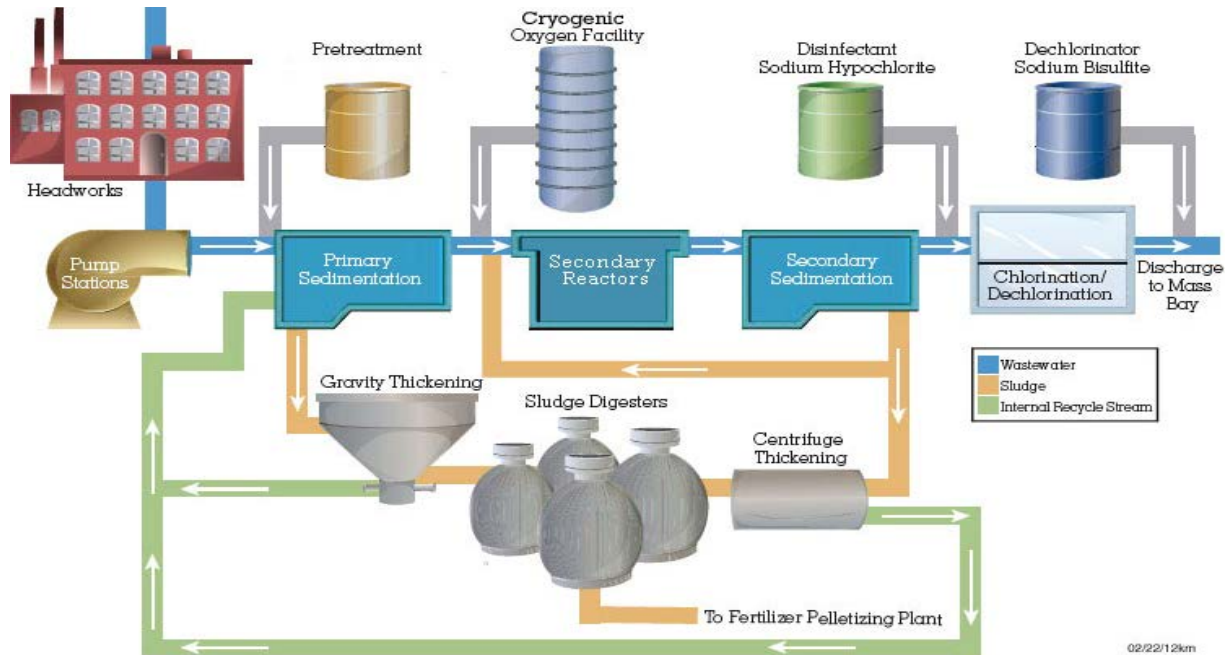 Cryogenic
Oxygen Facility
Pretreatment
Disinfectant
Sodium Hypochlorite
Dechlorinator
Sodium Bisulfite
Headworks
Pump
Stations
Primary
Sedimentation
Secondary
Reactors
Secondary
Sedimentation
Chlorination/
Dechlorination
Discharge
to Mass
Bay
Wastewater
Sludge
Internal Recycle Stream
Gravity Thickening
Sludge Digesters
Centrifuge
Thickening
To Fertilizer Pelletizing Plant
02/22/12km